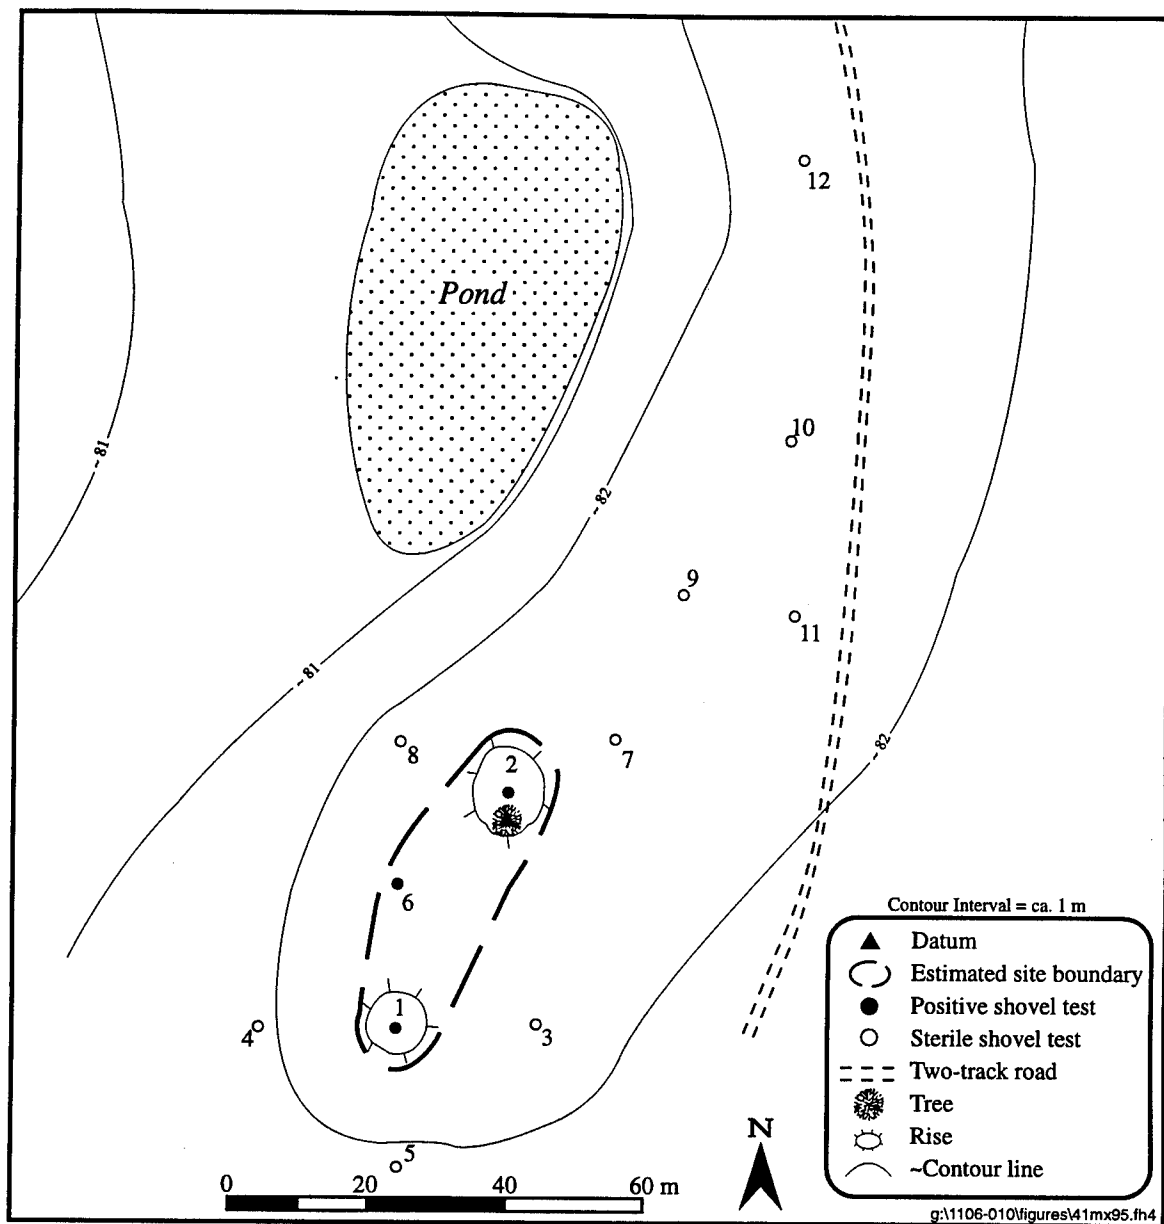 12
Pond
10
~ 81
~ 82
9
11
~ 81
8
7
~ 82
2
6
1
4
3
5
N
0 20 40 60 m
Contour Interval = ca. 1 m
Datum
Estimated site boundary
Positive shovel test
Sterile shovel test
Two-track road
Tree
Rise
~Contour line
g:\1106-010\figures\41mx95.fh4